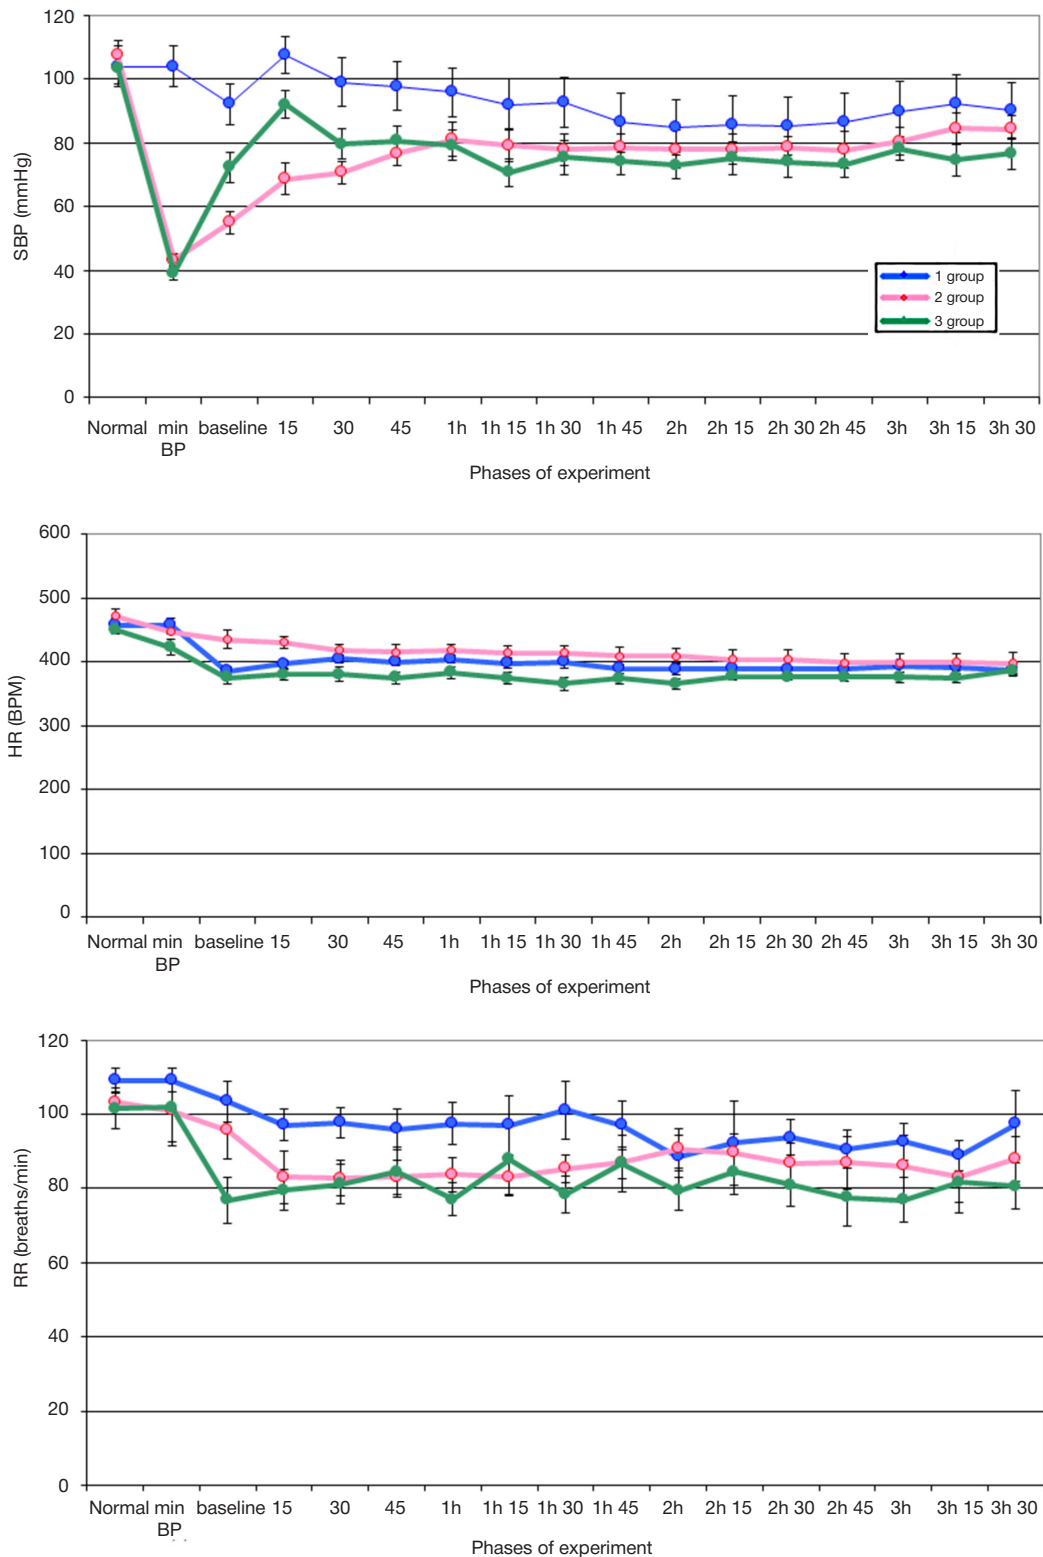 120
100
80
60
40
20
0
SBP (mmHg)
1 group
2 group
3 group
Normal min BP baseline 15 30 45 1h 1h 15 1h 30 1h 45 2h 2h 15 2h 30 2h 45 3h 3h 15 3h 30
Phases of experiment
600
500
400
300
200
100
0
HR (BPM)
Normal min BP baseline 15 30 45 1h 1h 15 1h 30 1h 45 2h 2h 15 2h 30 2h 45 3h 3h 15 3h 30
Phases of experiment
120
100
80
60
40
20
0
RR (breaths/min)
Normal min BP baseline 15 30 45 1h 1h 15 1h 30 1h 45 2h 2h 15 2h 30 2h 45 3h 3h 15 3h 30
Phases of experiment